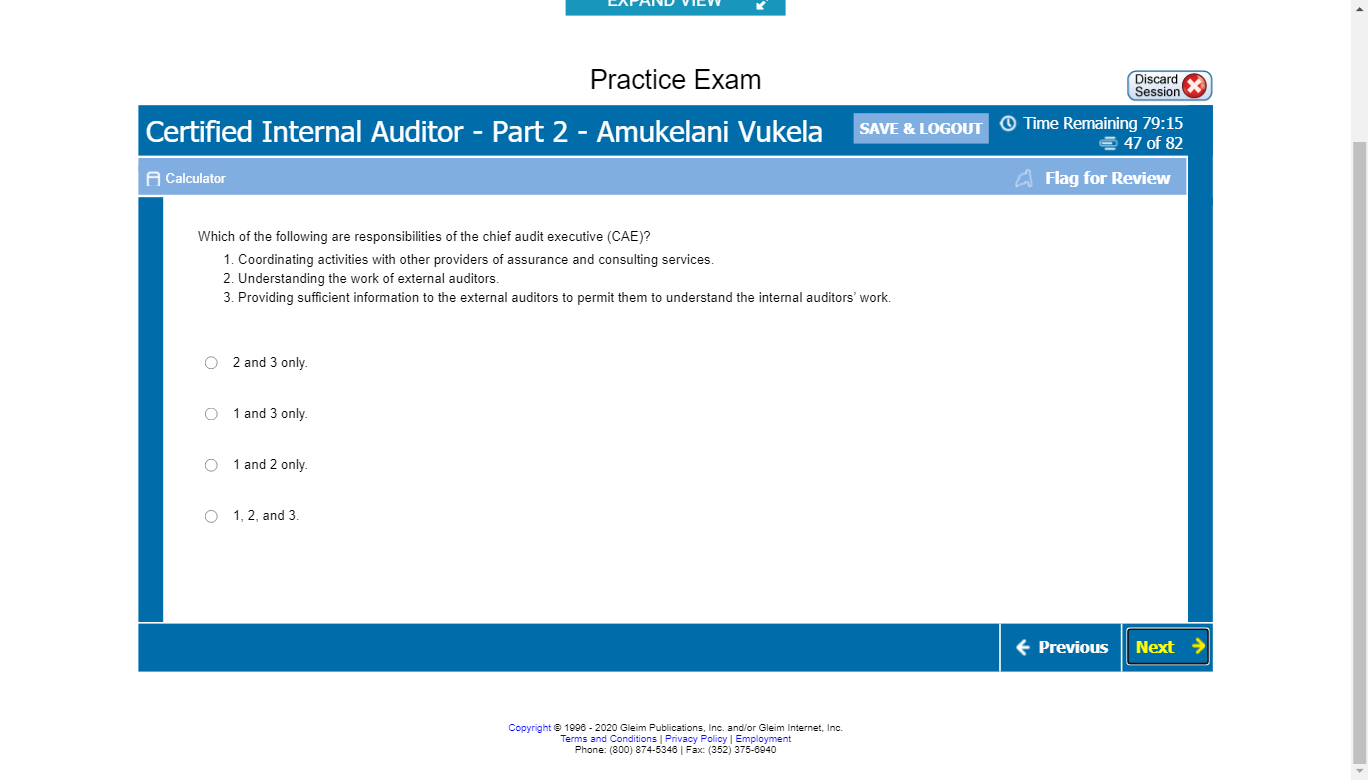 EXPAND VIEW
Practice Exam
Discard
Session
Certified Internal Auditor - Part 2 - Amukelani Vukela
SAVE & LOGOUT
Time Remaining 79:15
47 of 82
Calculator
Flag for Review
Which of the following are responsibilities of the chief audit executive (CAE)?
1. Coordinating activities with other providers of assurance and consulting services.
2. Understanding the work of external auditors.
3. Providing sufficient information to the external auditors to permit them to understand the internal auditors' work.
2 and 3 only.
1 and 3 only.
1 and 2 only.
1, 2, and 3.
Previous
Next
Copyright © 1996 - 2020 Gleim Publications, Inc. and/or Gleim Internet, Inc.
Terms and Conditions | Privacy Policy | Employment
Phone: (800) 874-5346 | Fax: (352) 375-6940